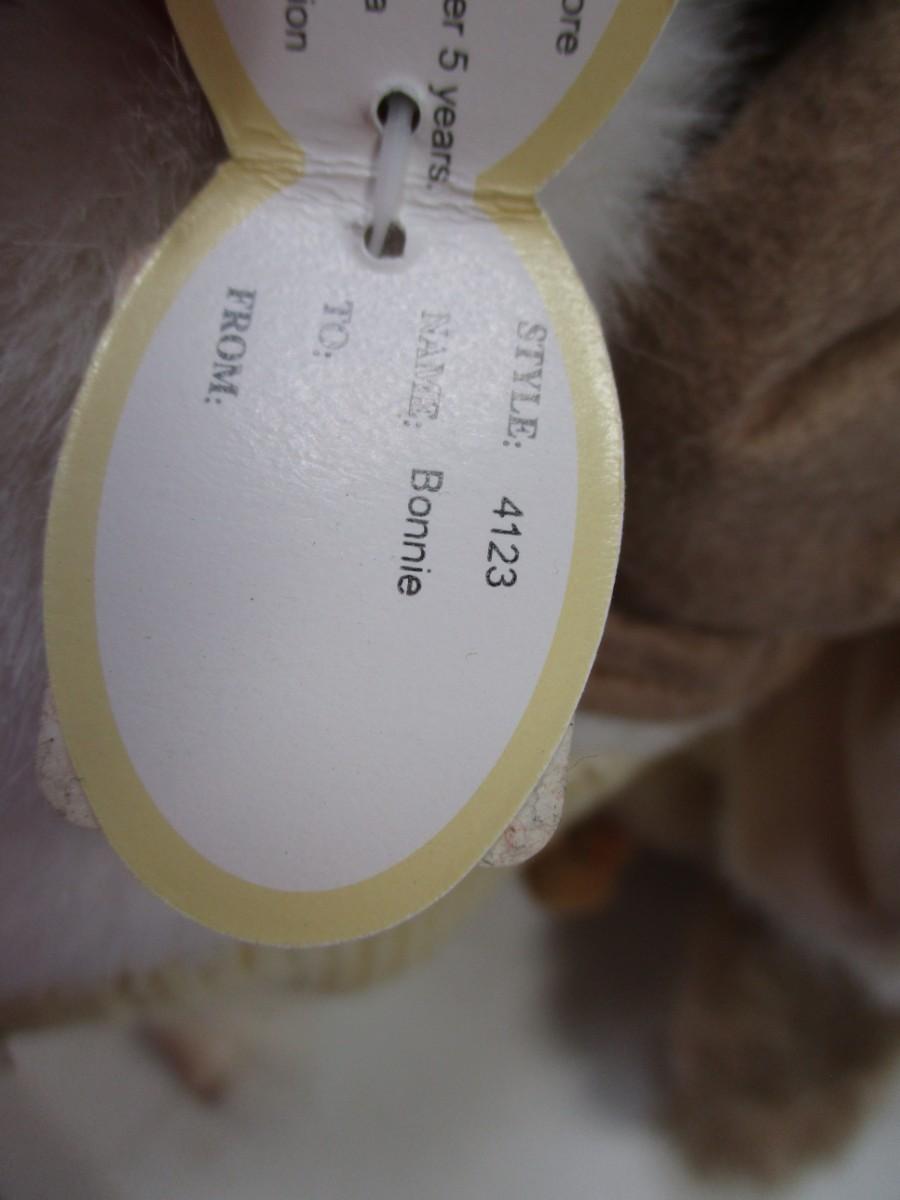 ore
er 5 years.
a
ion
STYLE: 4123
NAME: Bonnie
TO:
FROM: